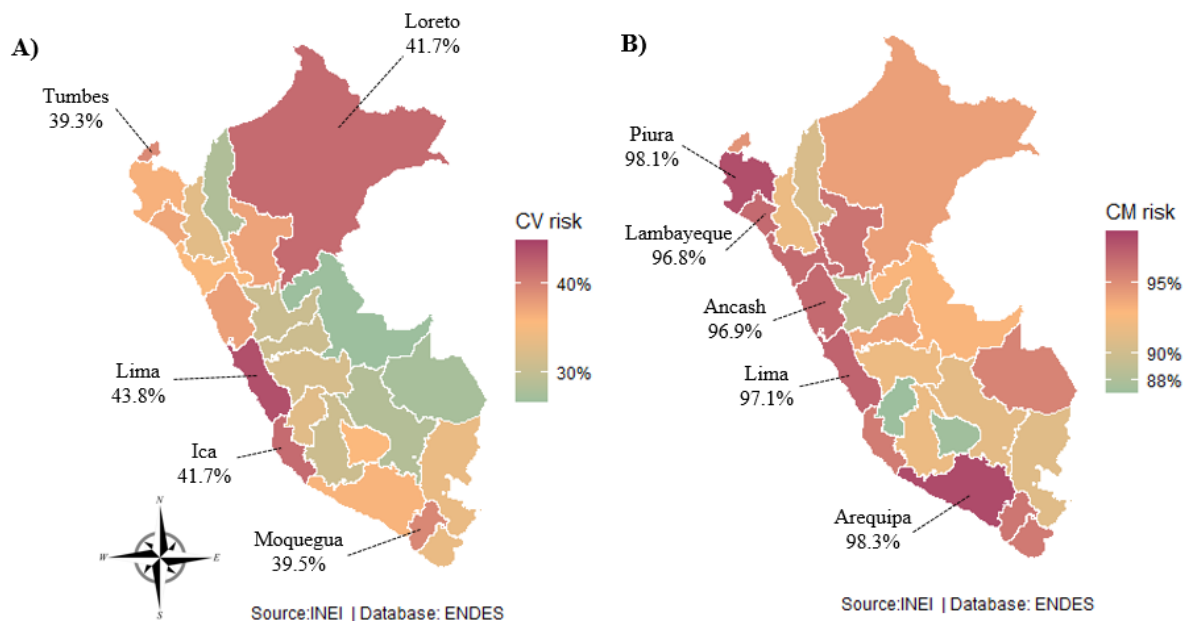 A)
Loreto
41.7%
Tumbes
39.3%
CV risk
40%
30%
Lima
43.8%
Ica
41.7%
Moquegua
39.5%
N
W
E
S
Source:INEI | Database: ENDES
B)
Piura
98.1%
Lambayeque
96.8%
CM risk
95%
90%
88%
Ancash
96.9%
Lima
97.1%
Arequipa
98.3%
Source:INEI | Database: ENDES